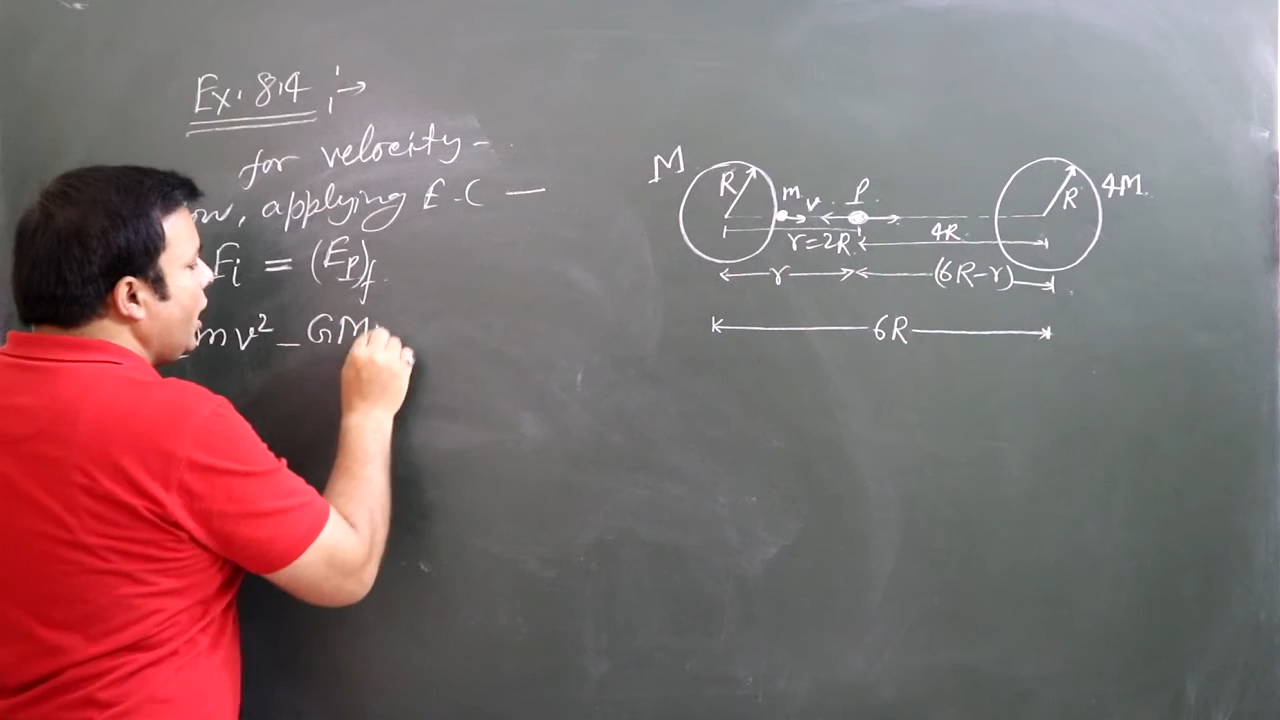 Ex. 8.4 :→
for velocity -
applying E.C —
Ei = (Ep)f
mv² - GM
M
R
m
v
P
R
4M.
r=2R
4R
r
(6R-r)
6R